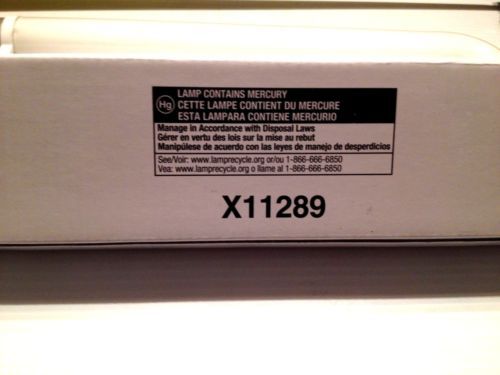 Hg
LAMP CONTAINS MERCURY
CETTE LAMPE CONTIENT DU MERCURE
ESTA LAMPARA CONTIENE MERCURIO
Manage in Accordance with Disposal Laws
Gérer en vertu des lois sur la mise au rebut
Manipúlese de acuerdo con las leyes de manejo de desperdicios
See/Voir: www.lamprecycle.org or/ou 1-866-666-6850
Vea: www.lamprecycle.org o llame al 1-866-666-6850
X11289